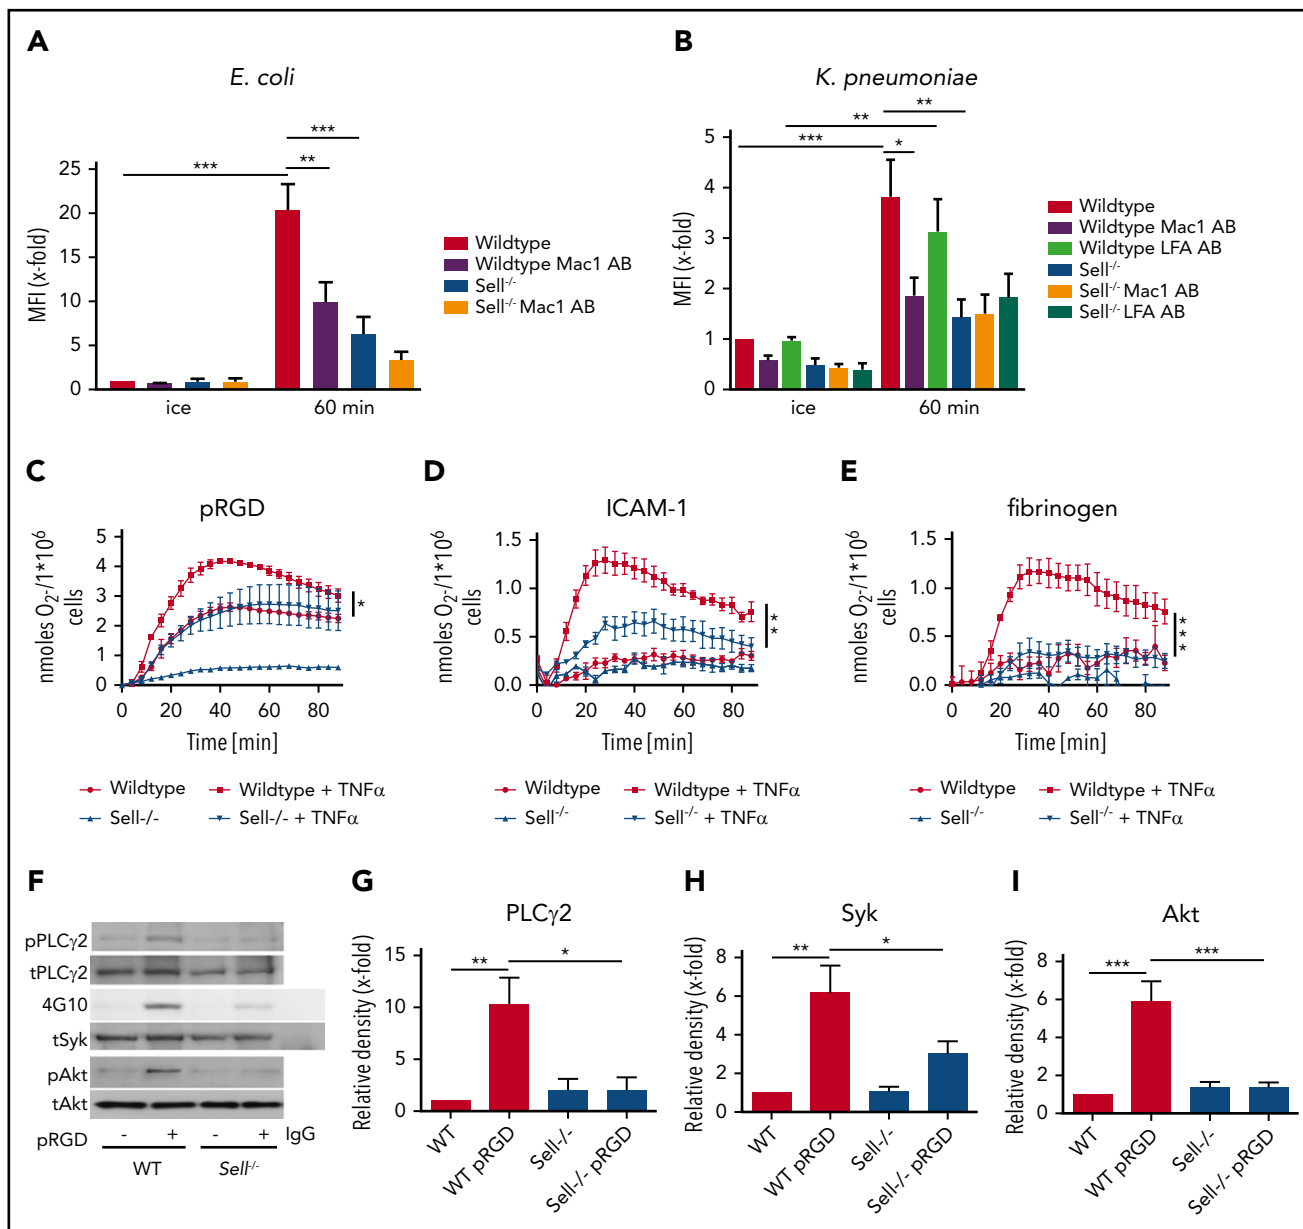 A
E. coli
***
***
**
MFI (x-fold)
25
20
15
10
5
0
ice
60 min
Wildtype
Wildtype Mac1 AB
Sell-/-
Sell-/- Mac1 AB
B
K. pneumoniae
**
**
***
*
MFI (x-fold)
5
4
3
2
1
0
ice
60 min
Wildtype
Wildtype Mac1 AB
Wildtype LFA AB
Sell-/-
Sell-/- Mac1 AB
Sell-/- LFA AB
C
pRGD
nmoles O2-/1*10^6
cells
5
4
3
2
1
0
0 20 40 60 80
Time [min]
*
Wildtype
Wildtype + TNFα
Sell-/-
Sell-/- + TNFα
D
ICAM-1
nmoles O2-/1*10^6
cells
1.5
1.0
0.5
0.0
0 20 40 60 80
Time [min]
**
Wildtype
Wildtype + TNFα
Sell-/-
Sell-/- + TNFα
E
fibrinogen
nmoles O2-/1*10^6
cells
1.5
1.0
0.5
0.0
0 20 40 60 80
Time [min]
***
Wildtype
Wildtype + TNFα
Sell-/-
Sell-/- + TNFα
F
pPLCγ2
tPLCγ2
4G10
tSyk
pAkt
tAkt
pRGD - + - + IgG
WT Sell-/-
G
PLCγ2
Relative density (x-fold)
15
10
5
0
**
*
WT
WT pRGD
Sell-/-
Sell-/- pRGD
H
Syk
Relative density (x-fold)
8
6
4
2
0
**
*
WT
WT pRGD
Sell-/-
Sell-/- pRGD
I
Akt
Relative density (x-fold)
8
6
4
2
0
***
***
WT
WT pRGD
Sell-/-
Sell-/- pRGD